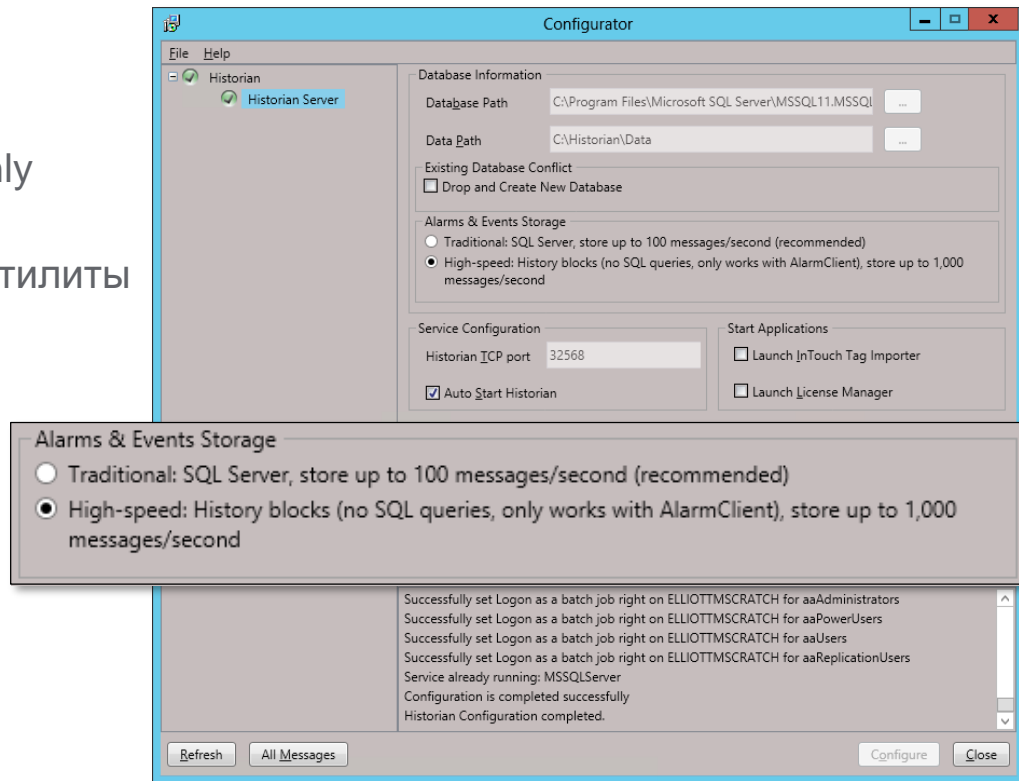 Configurator
File Help
Historian
Historian Server
Database Information
Database Path C:\Program Files\Microsoft SQL Server\MSSQL11.MSSQL ...
Data Path C:\Historian\Data ...
Existing Database Conflict
Drop and Create New Database
Alarms & Events Storage
Traditional: SQL Server, store up to 100 messages/second (recommended)
High-speed: History blocks (no SQL queries, only works with AlarmClient), store up to 1,000
messages/second
Service Configuration
Historian TCP port 32568
Auto Start Historian
Start Applications
Launch InTouch Tag Importer
Launch License Manager
тилиты
Alarms & Events Storage
Traditional: SQL Server, store up to 100 messages/second (recommended)
High-speed: History blocks (no SQL queries, only works with AlarmClient), store up to 1,000
messages/second
Successfully set Logon as a batch job right on ELLIOTTMSCRATCH for aaAdministrators
Successfully set Logon as a batch job right on ELLIOTTMSCRATCH for aaPowerUsers
Successfully set Logon as a batch job right on ELLIOTTMSCRATCH for aaUsers
Successfully set Logon as a batch job right on ELLIOTTMSCRATCH for aaReplicationUsers
Service already running: MSSQLServer
Configuration is completed successfully
Historian Configuration completed.
Refresh All Messages Configure Close